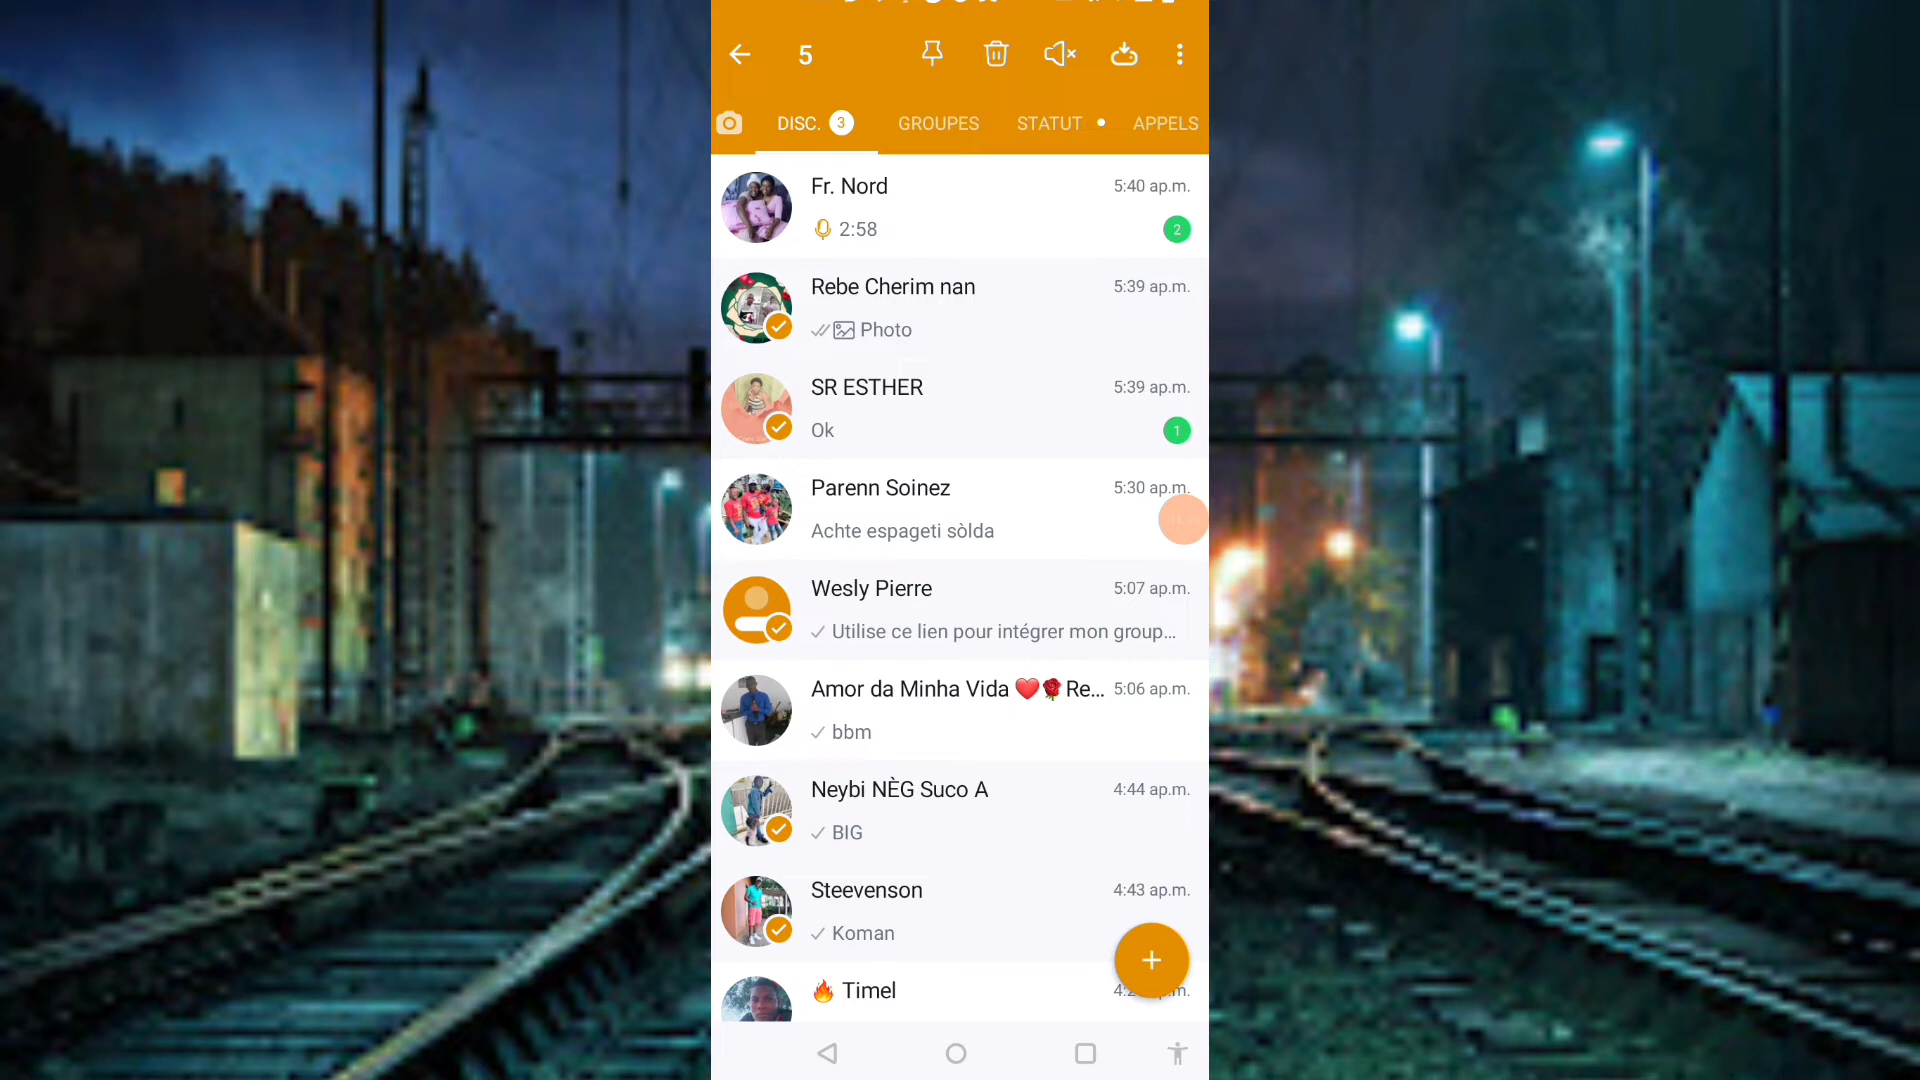 5
DISC. 3 GROUPES STATUT APPELS
Fr. Nord 5:40 ap.m.
2:58 2
Rebe Cherim nan 5:39 ap.m.
Photo
SR ESTHER 5:39 ap.m.
Ok 1
Parenn Soinez 5:30 ap.m.
Achte espageti sòlda
Wesly Pierre 5:07 ap.m.
Utilise ce lien pour intégrer mon group...
Amor da Minha Vida ❤️🌹Re... 5:06 ap.m.
bbm
Neybi NÈG Suco A 4:44 ap.m.
BIG
Steevenson 4:43 ap.m.
Koman
🔥 Timel